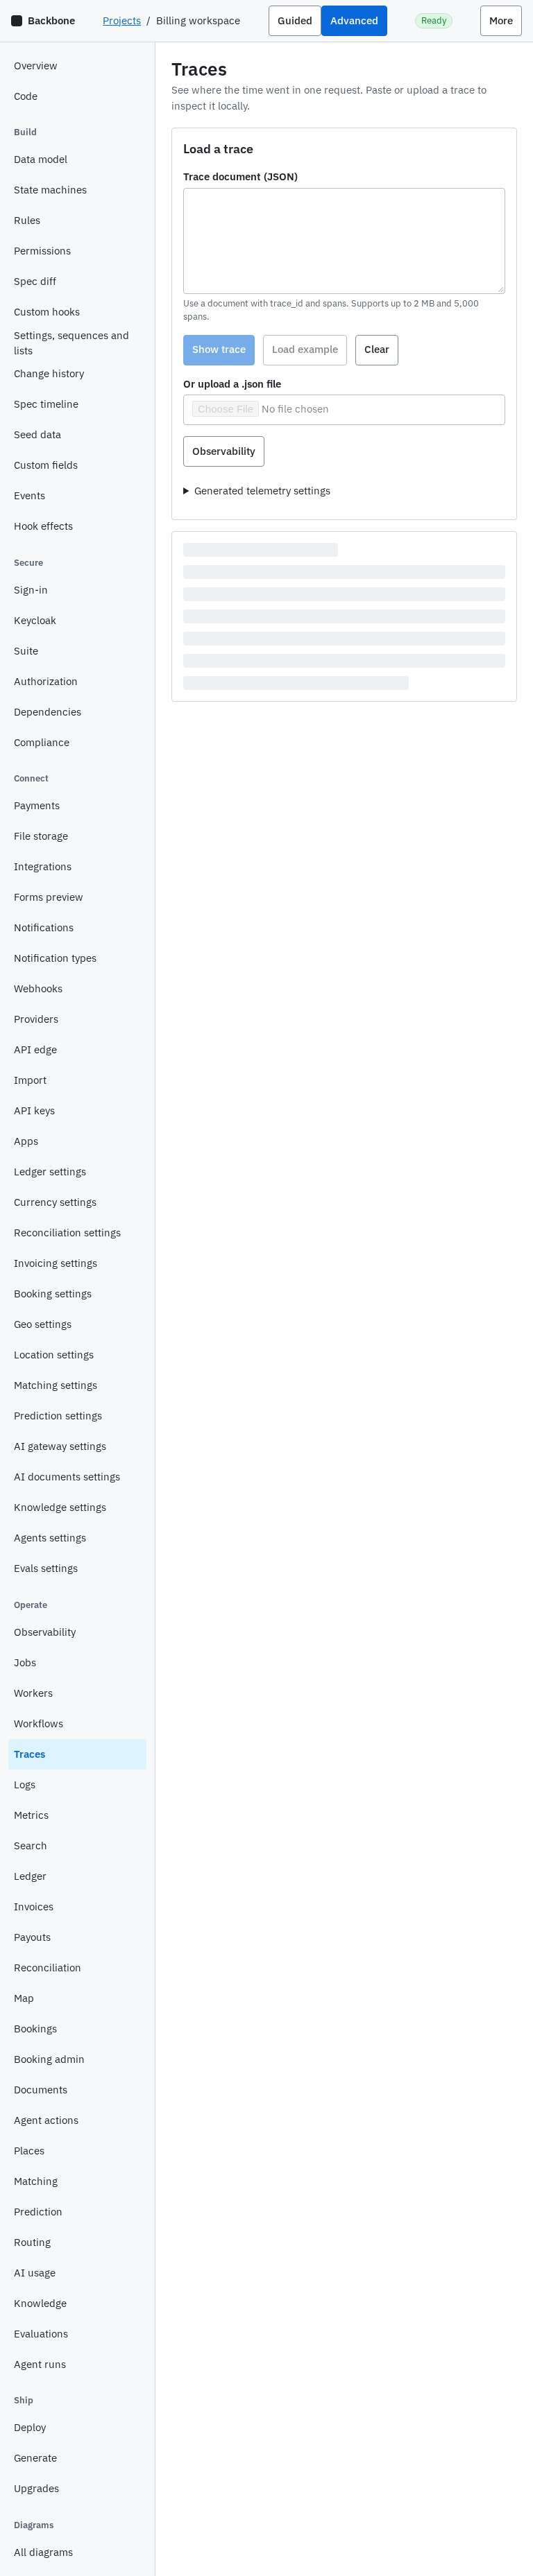 Backbone
Projects / Billing workspace
Guided
Advanced
Ready
More
Overview
Code
Build
Data model
State machines
Rules
Permissions
Spec diff
Custom hooks
Settings, sequences and
lists
Change history
Spec timeline
Seed data
Custom fields
Events
Hook effects
Secure
Sign-in
Keycloak
Suite
Authorization
Dependencies
Compliance
Connect
Payments
File storage
Integrations
Forms preview
Notifications
Notification types
Webhooks
Providers
API edge
Import
API keys
Apps
Ledger settings
Currency settings
Reconciliation settings
Invoicing settings
Booking settings
Geo settings
Location settings
Matching settings
Prediction settings
AI gateway settings
AI documents settings
Knowledge settings
Agents settings
Evals settings
Operate
Observability
Jobs
Workers
Workflows
Traces
Logs
Metrics
Search
Ledger
Invoices
Payouts
Reconciliation
Map
Bookings
Booking admin
Documents
Agent actions
Places
Matching
Prediction
Routing
AI usage
Knowledge
Evaluations
Agent runs
Ship
Deploy
Generate
Upgrades
Diagrams
All diagrams
Traces
See where the time went in one request. Paste or upload a trace to
inspect it locally.
Load a trace
Trace document (JSON)
Use a document with trace_id and spans. Supports up to 2 MB and 5,000
spans.
Show trace
Load example
Clear
Or upload a .json file
Choose File No file chosen
Observability
Generated telemetry settings